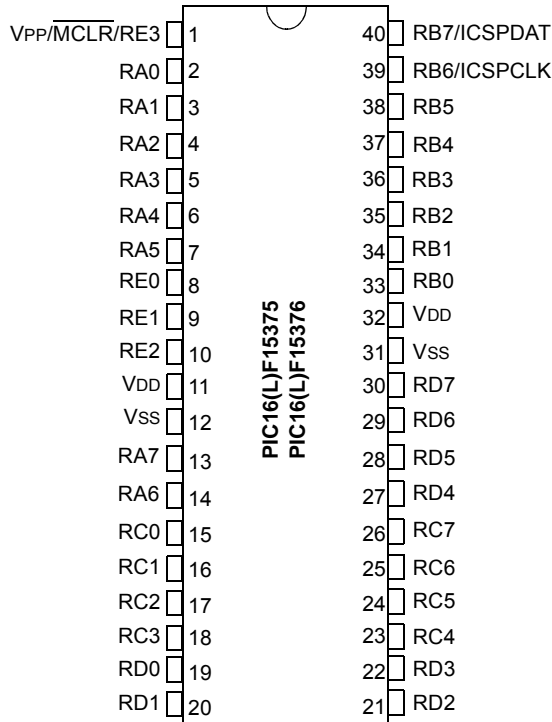 VPP/MCLR/RE3 1 40 RB7/ICSPDAT
RA0 2 39 RB6/ICSPCLK
RA1 3 38 RB5
RA2 4 37 RB4
RA3 5 36 RB3
RA4 6 35 RB2
RA5 7 34 RB1
RE0 8 33 RB0
RE1 9 32 VDD
RE2 10 31 VSS
VDD 11 30 RD7
VSS 12 29 RD6
RA7 13 28 RD5
RA6 14 27 RD4
RC0 15 26 RC7
RC1 16 25 RC6
RC2 17 24 RC5
RC3 18 23 RC4
RD0 19 22 RD3
RD1 20 21 RD2
PIC16(L)F15375
PIC16(L)F15376